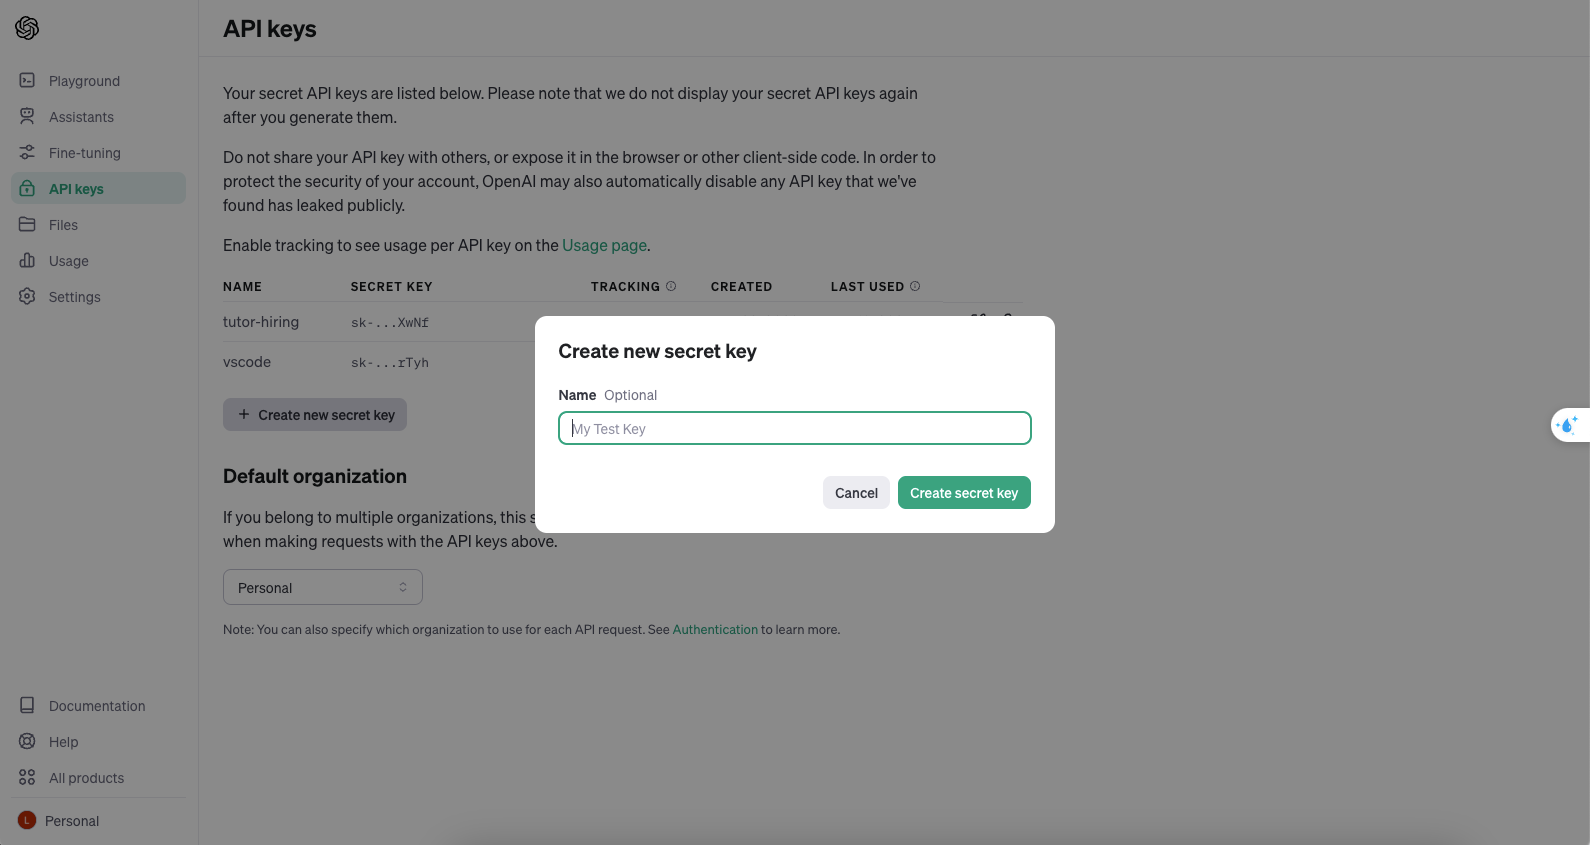 API keys
Playground
Assistants
Fine-tuning
API keys
Files
Usage
Settings
Your secret API keys are listed below. Please note that we do not display your secret API keys again
after you generate them.
Do not share your API key with others, or expose it in the browser or other client-side code. In order to
protect the security of your account, OpenAI may also automatically disable any API key that we've
found has leaked publicly.
Enable tracking to see usage per API key on the Usage page.
NAME SECRET KEY TRACKING CREATED LAST USED
tutor-hiring sk-...XwNf
vscode sk-...rTyh
+ Create new secret key
Create new secret key
Name Optional
My Test Key
Cancel Create secret key
Default organization
If you belong to multiple organizations, this
when making requests with the API keys above.
Personal
Note: You can also specify which organization to use for each API request. See Authentication to learn more.
Documentation
Help
All products
L Personal